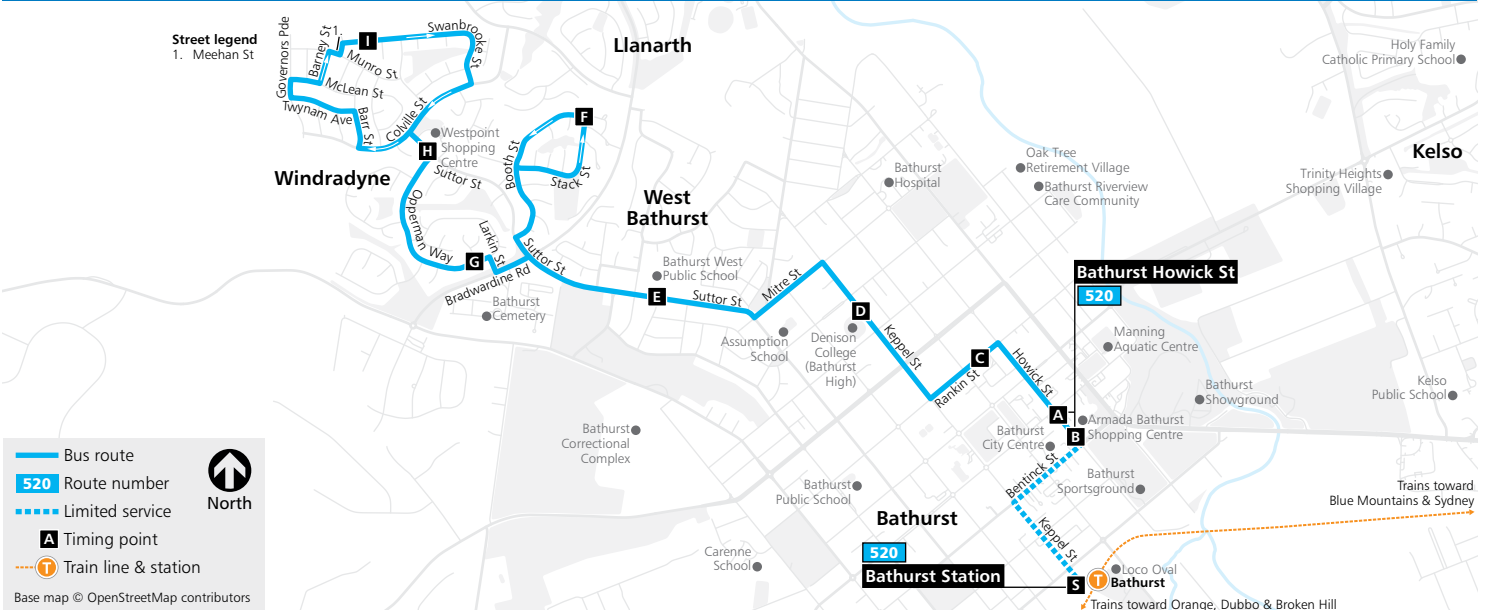 Street legend
1. Meehan St
Governors Pde
Barney St
1.
I
Swanbrooke St
Munro St
McLean St
Twynam Ave
Barr St
Colville St
Llanarth
F
H
Westpoint
Shopping
Centre
Suttor St
Windradyne
Booth St
Stack St
Opperman Way
Larkin St
G
Bradwardine Rd
Suttor St
West
Bathurst
Bathurst West
Public School
E
Suttor St
Mitre St
Bathurst
Cemetery
Assumption
School
D
Denison
College
(Bathurst
High)
Keppel St
Rankin St
C
Howick St
Bathurst
Hospital
Oak Tree
Retirement Village
Bathurst Riverview
Care Community
Holy Family
Catholic Primary School
Kelso
Trinity Heights
Shopping Village
Bathurst Howick St
520
Manning
Aquatic Centre
Bathurst
Showground
Kelso
Public School
A
B
Armada Bathurst
Shopping Centre
Bathurst
City Centre
Bentinck St
Bathurst
Sportsground
Bathurst
Correctional
Complex
Bathurst
Public School
Bathurst
Keppel St
Carenne
School
520
Bathurst Station
S
T
Loco Oval
Bathurst
Trains toward
Blue Mountains & Sydney
Trains toward Orange, Dubbo & Broken Hill
Bus route
520 Route number
Limited service
A Timing point
T Train line & station
North
Base map © OpenStreetMap contributors